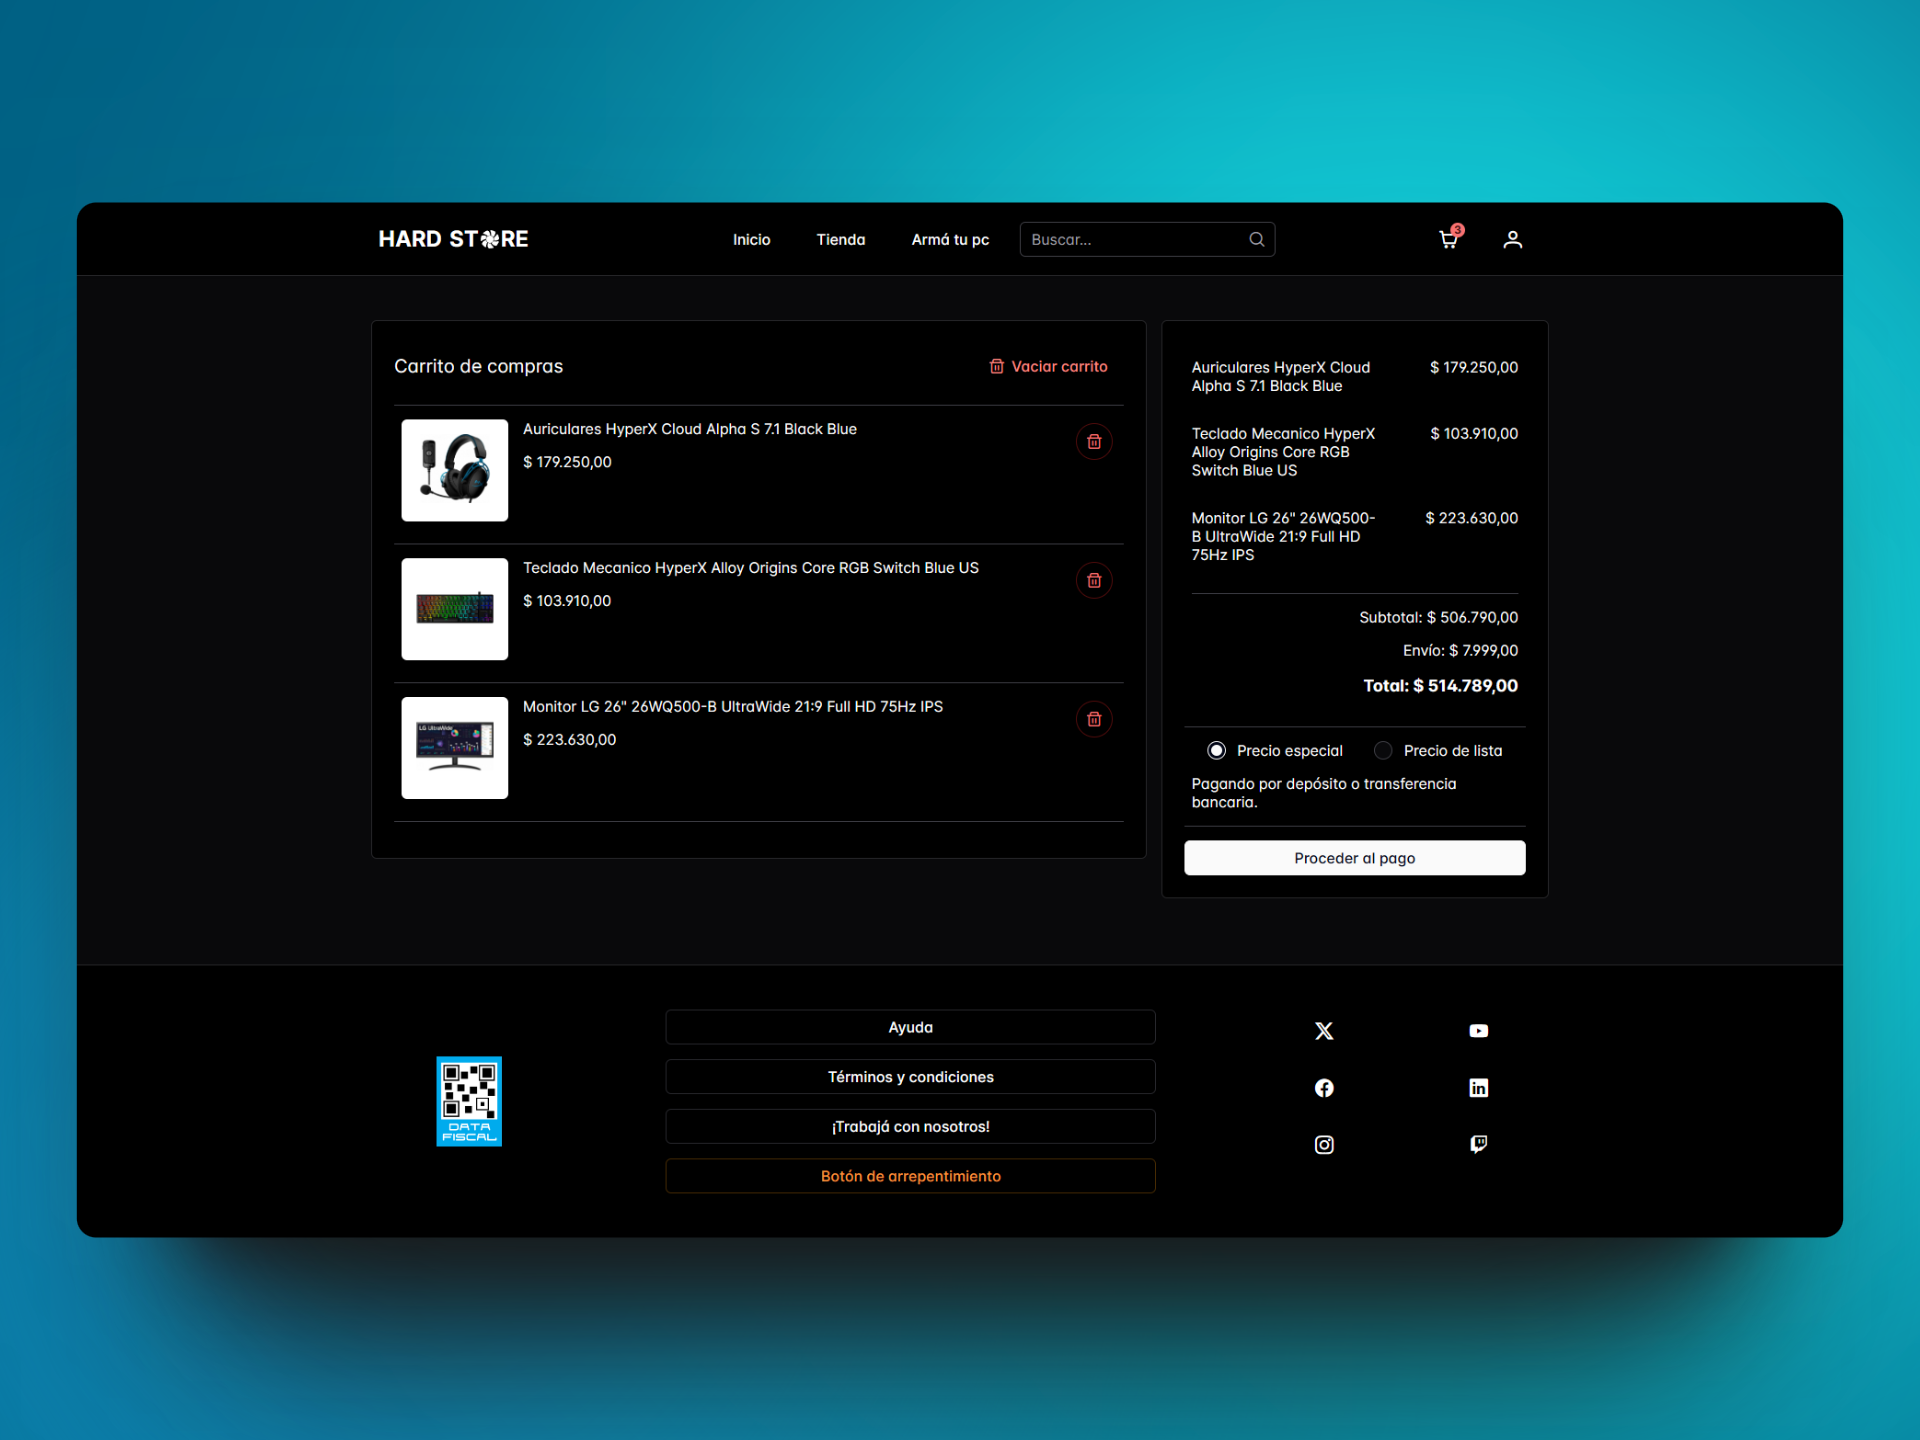 HARD STORE
Inicio
Tienda
Armá tu pc
Buscar...
3
Carrito de compras
Vaciar carrito
Auriculares HyperX Cloud Alpha S 7.1 Black Blue
$ 179.250,00
Teclado Mecanico HyperX Alloy Origins Core RGB Switch Blue US
$ 103.910,00
LG UltraWide
Monitor LG 26" 26WQ500-B UltraWide 21:9 Full HD 75Hz IPS
$ 223.630,00
Auriculares HyperX Cloud $ 179.250,00
Alpha S 7.1 Black Blue
Teclado Mecanico HyperX $ 103.910,00
Alloy Origins Core RGB
Switch Blue US
Monitor LG 26" 26WQ500- $ 223.630,00
B UltraWide 21:9 Full HD
75Hz IPS
Subtotal: $ 506.790,00
Envío: $ 7.999,00
Total: $ 514.789,00
Precio especial
Precio de lista
Pagando por depósito o transferencia
bancaria.
Proceder al pago
DATA
FISCAL
Ayuda
Términos y condiciones
¡Trabajá con nosotros!
Botón de arrepentimiento